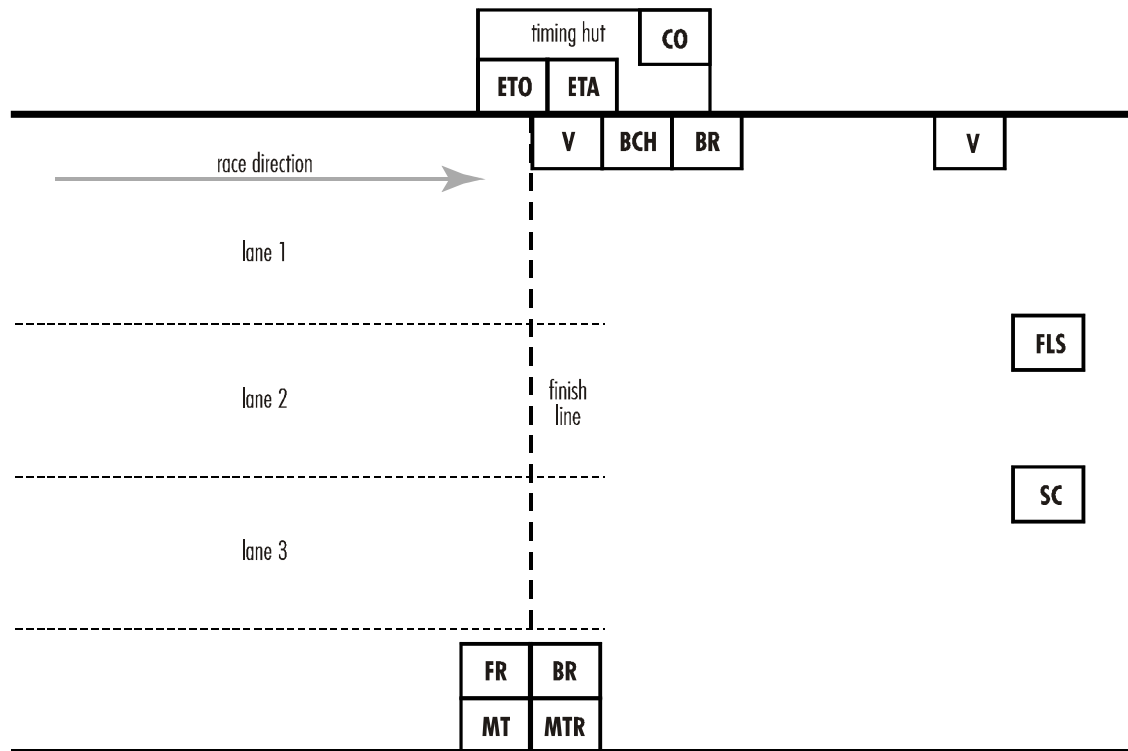 timing hut
CO
ETO
ETA
V
BCH
BR
V
race direction
lane 1
FLS
lane 2
finish
line
SC
lane 3
FR
BR
MT
MTR